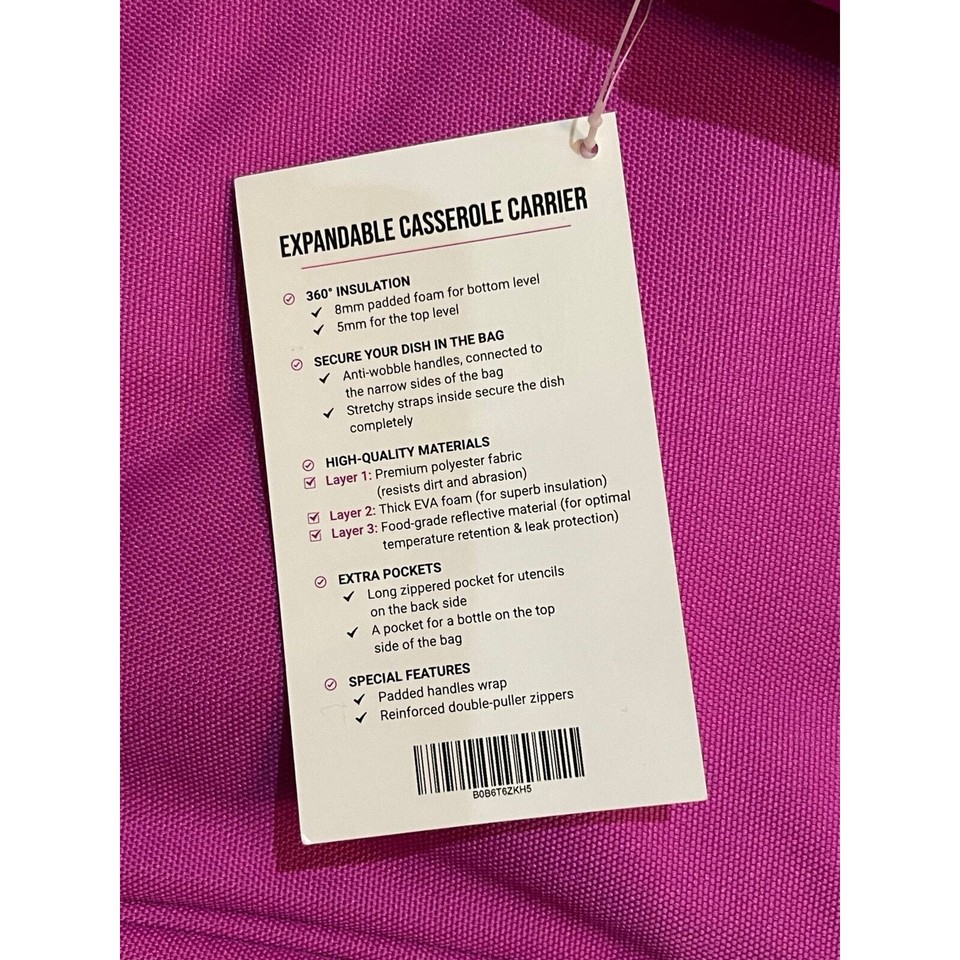 EXPANDABLE CASSEROLE CARRIER
360° INSULATION
8mm padded foam for bottom level
5mm for the top level
SECURE YOUR DISH IN THE BAG
Anti-wobble handles, connected to
the narrow sides of the bag
Stretchy straps inside secure the dish
completely
HIGH-QUALITY MATERIALS
Layer 1: Premium polyester fabric
(resists dirt and abrasion)
Layer 2: Thick EVA foam (for superb insulation)
Layer 3: Food-grade reflective material (for optimal
temperature retention & leak protection)
EXTRA POCKETS
Long zippered pocket for utencils
on the back side
A pocket for a bottle on the top
side of the bag
SPECIAL FEATURES
Padded handles wrap
Reinforced double-puller zippers
B0B6T6ZKH5